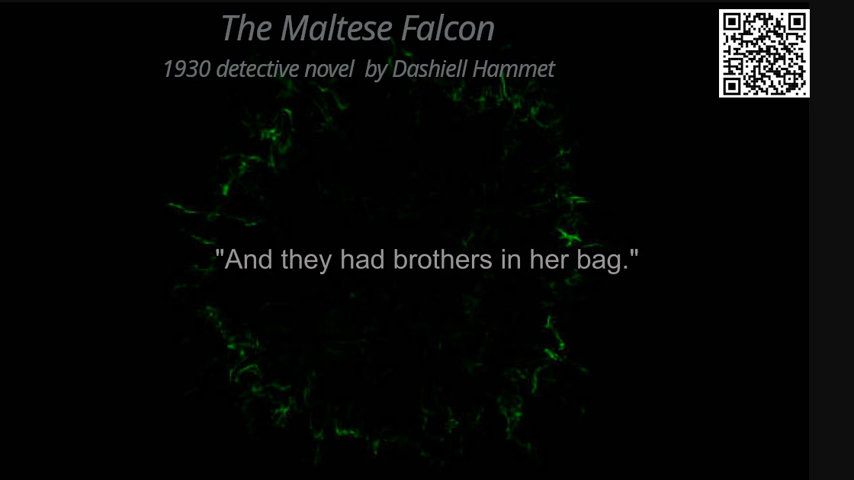 The Maltese Falcon
1930 detective novel by Dashiell Hammet
"And they had brothers in her bag."